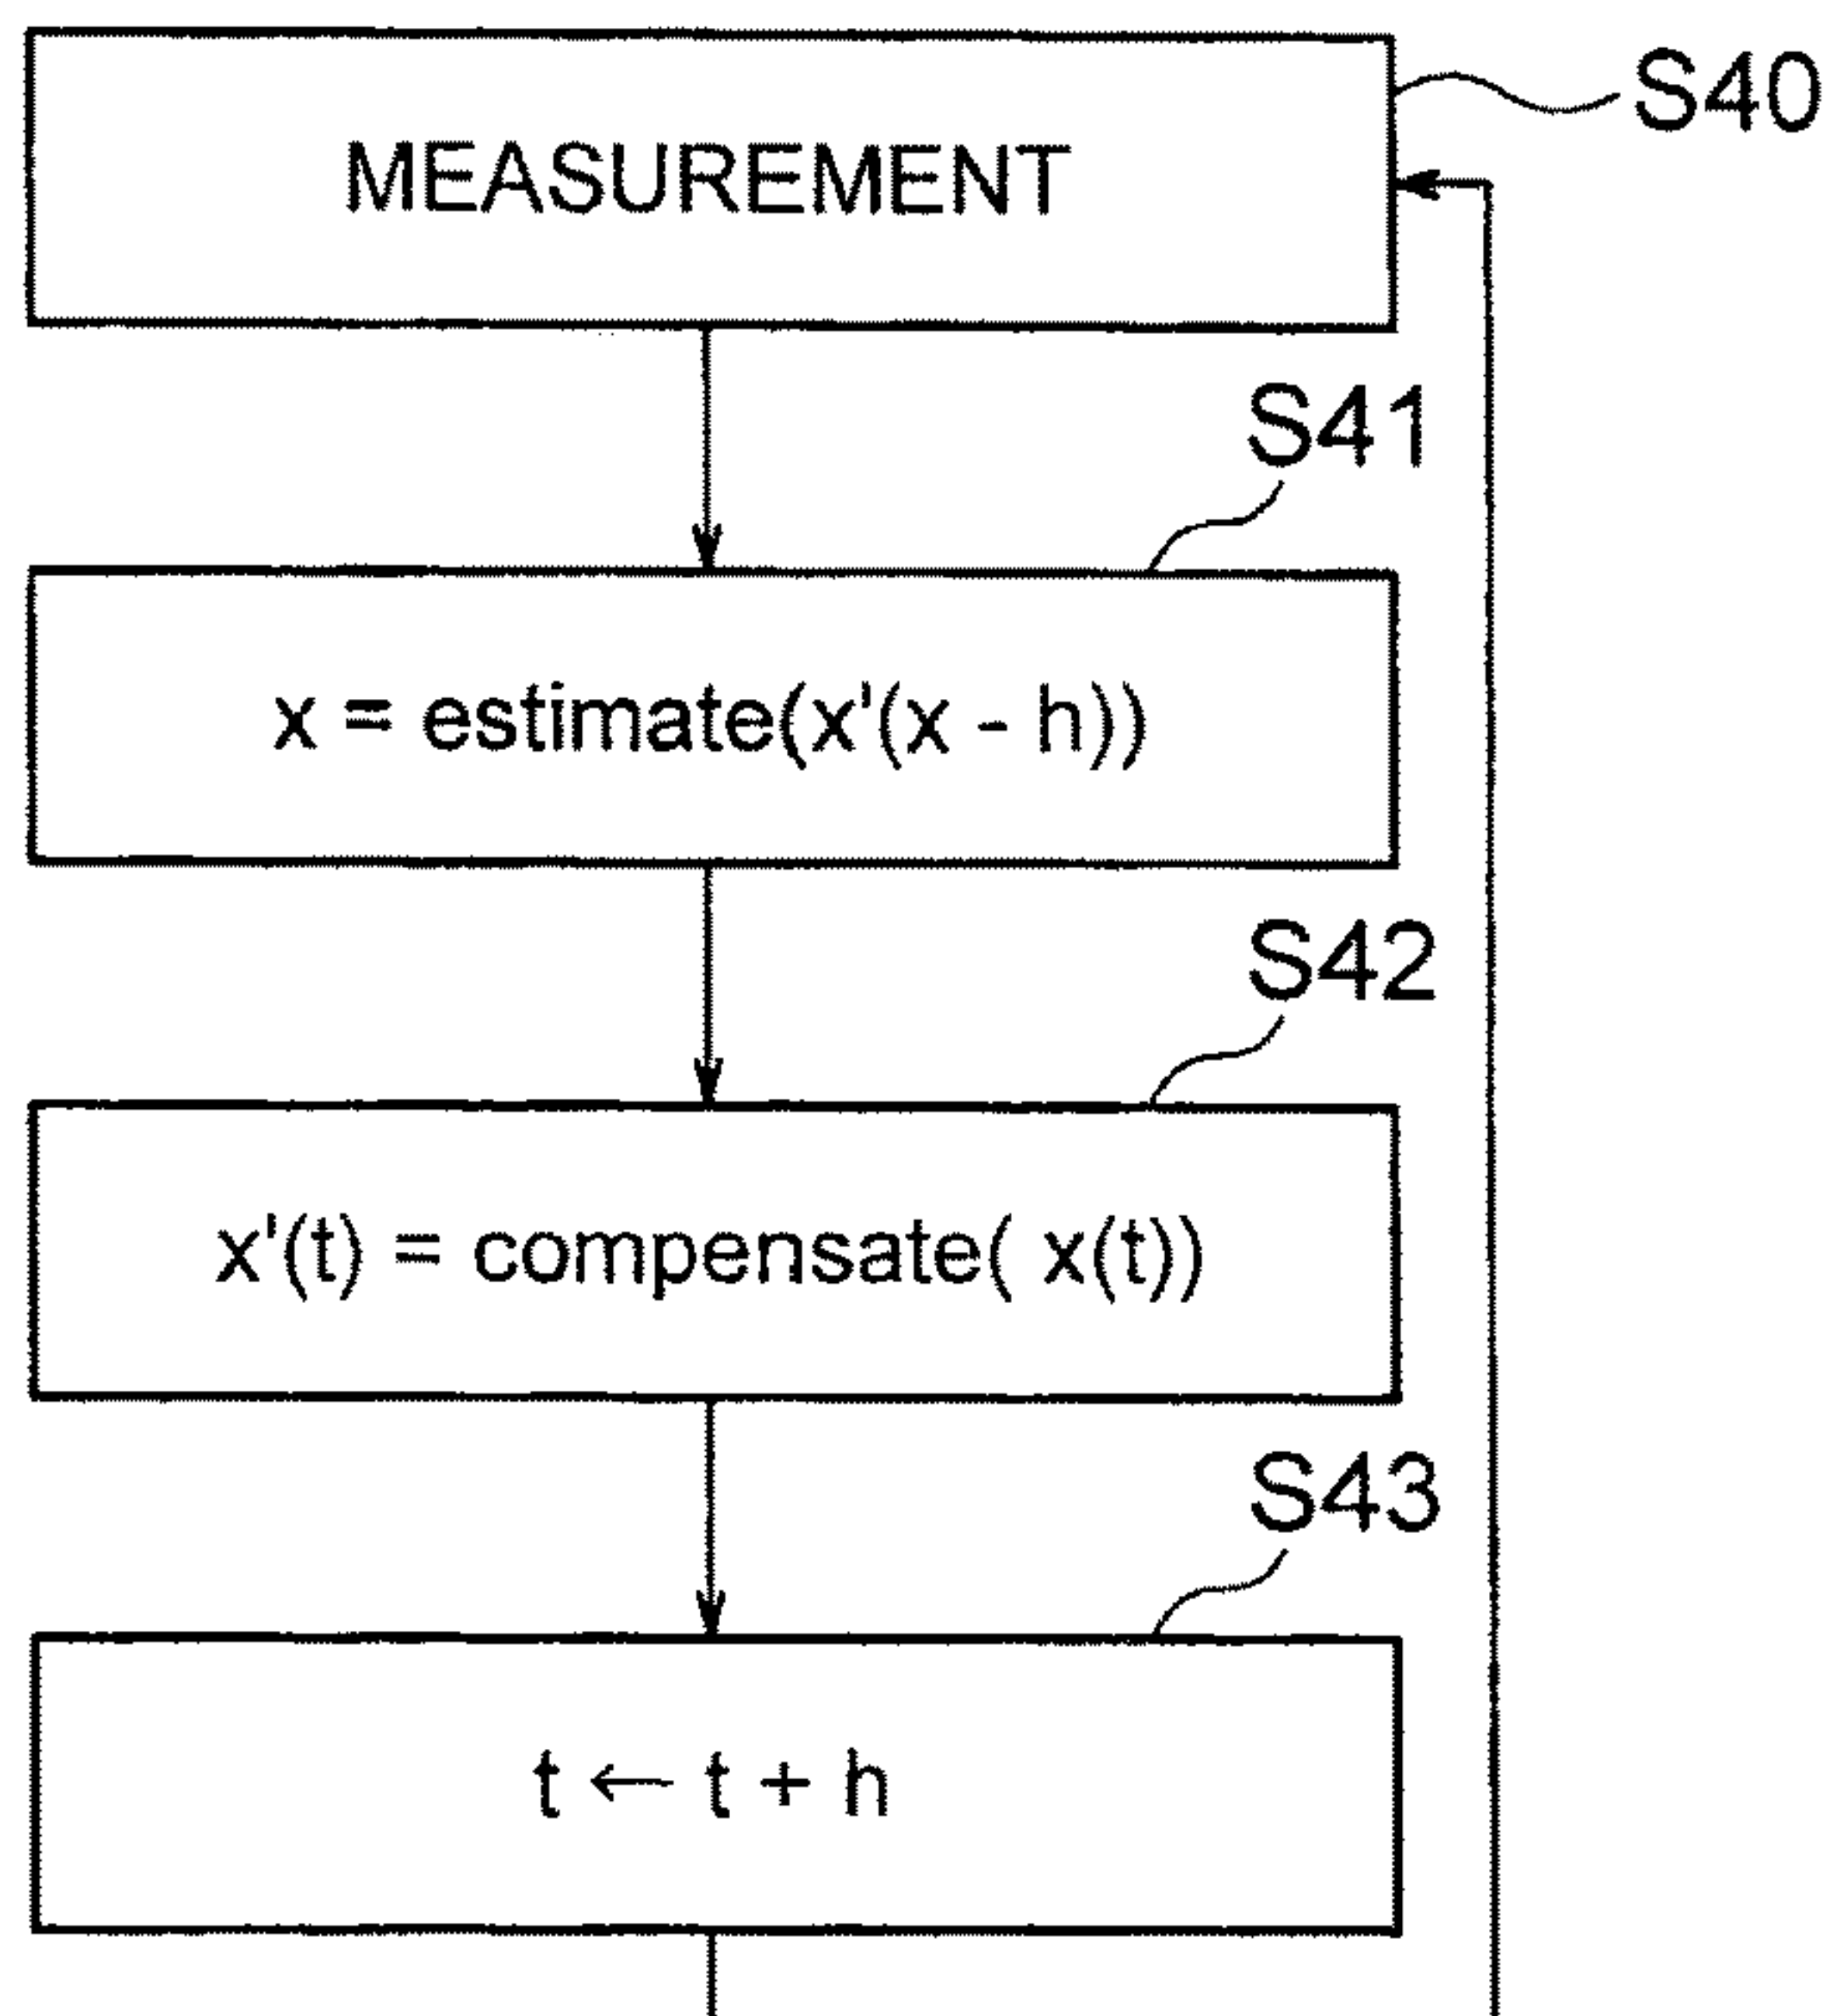 S40
MEASUREMENT
S41
x = estimate(x'(x - h))
S42
x'(t) = compensate( x(t))
S43
t ← t + h